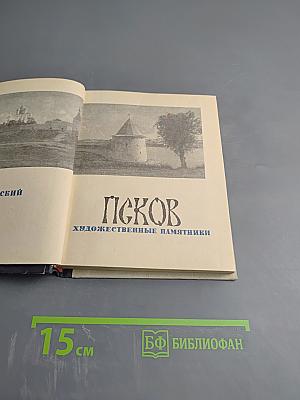 СКИЙ
ПСКОВ
ХУДОЖЕСТВЕННЫЕ ПАМЯТНИКИ
15 см
БФ БИБЛИОФАН